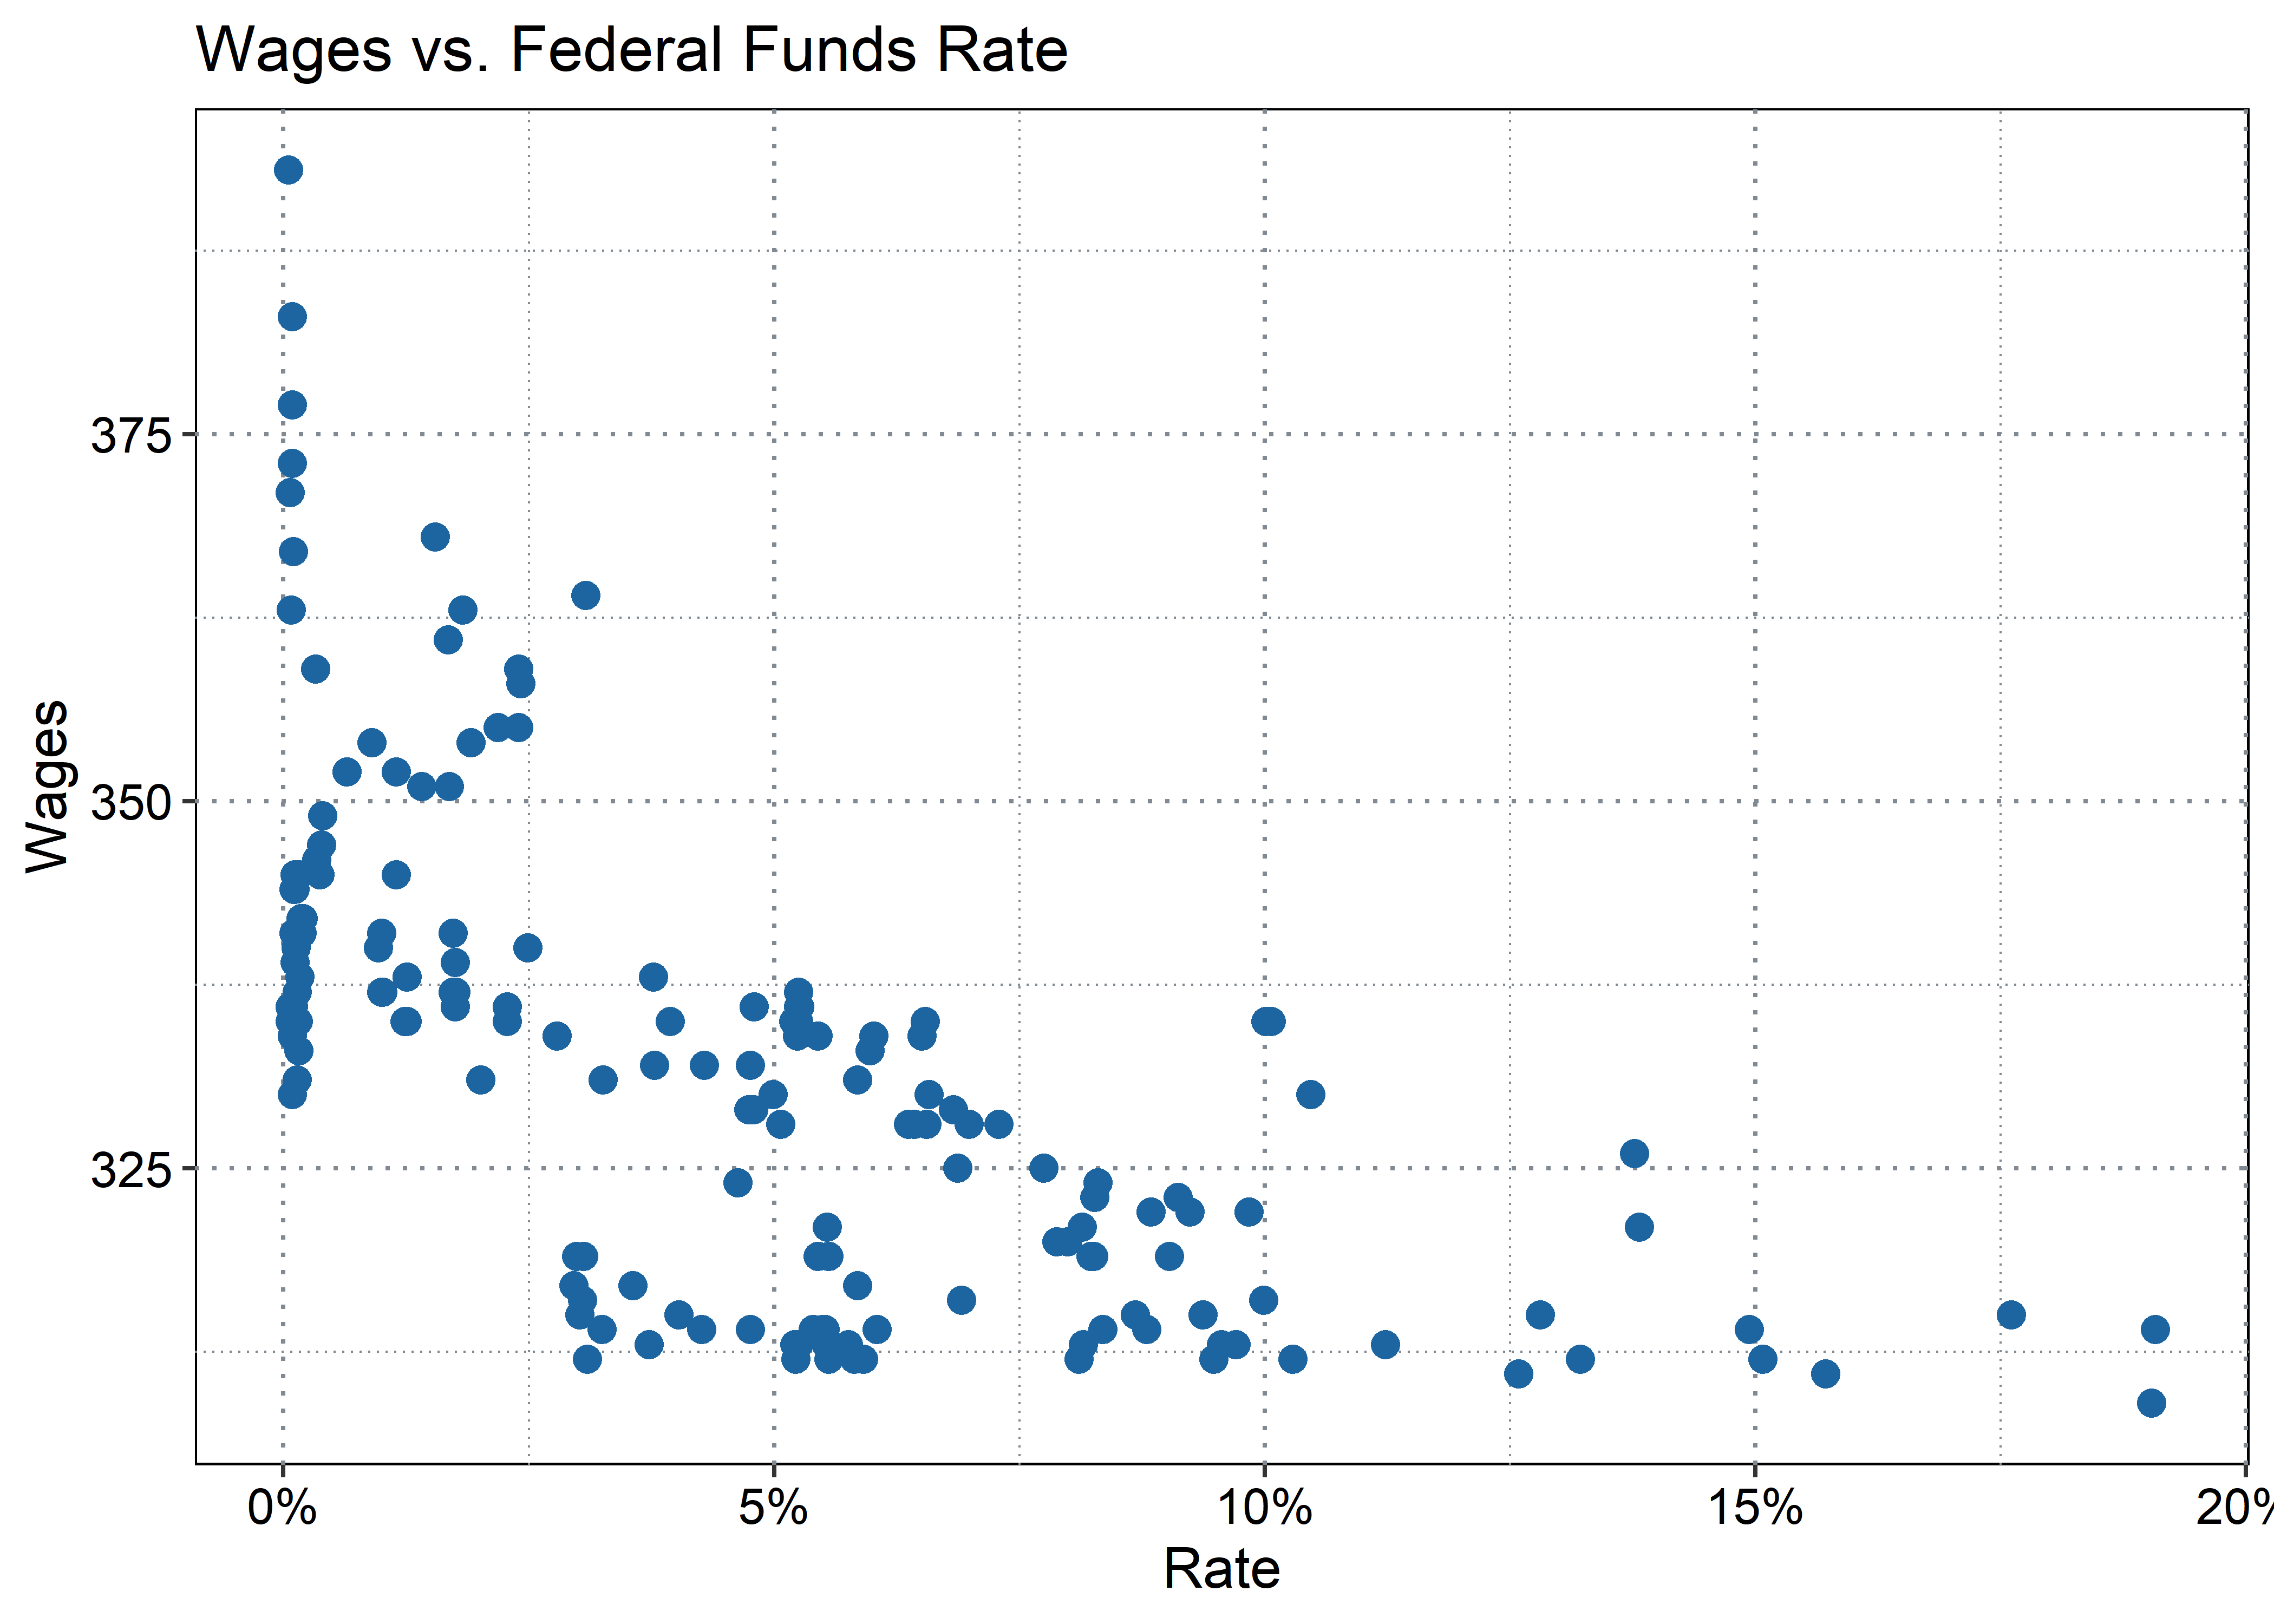 Wages vs. Federal Funds Rate
375
350
325
Wages
0% 5% 10% 15% 20%
Rate